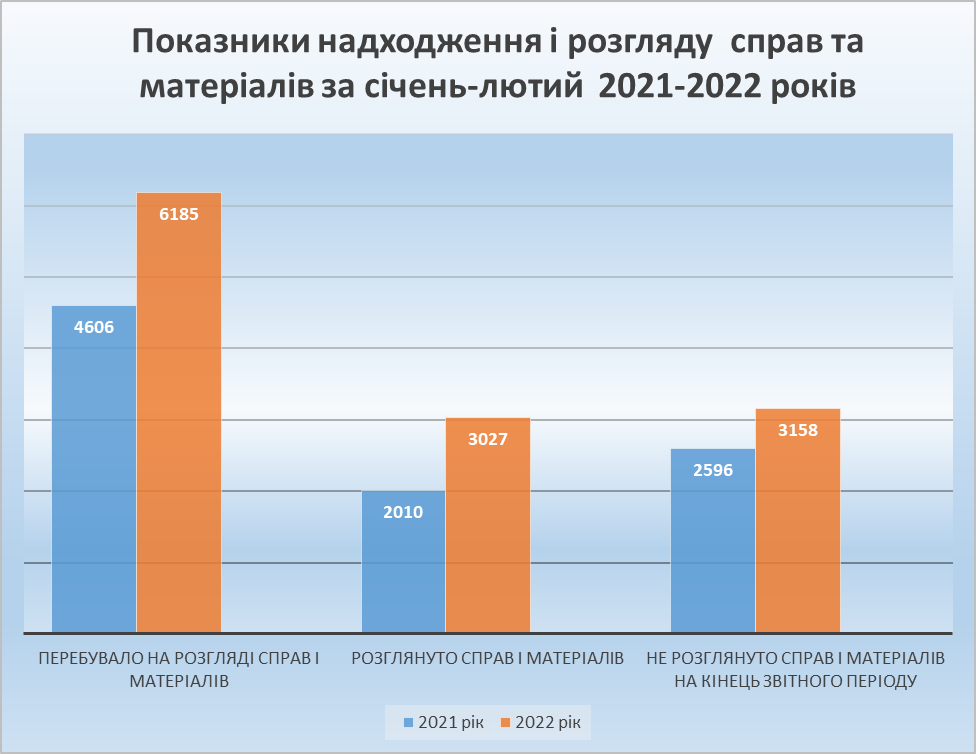 Показники надходження і розгляду справ та
матеріалів за січень-лютий 2021-2022 років
6185
4606
3027
2010
3158
2596
ПЕРЕБУВАЛО НА РОЗГЛЯДІ СПРАВ І
МАТЕРІАЛІВ
РОЗГЛЯНУТО СПРАВ І МАТЕРІАЛІВ
НЕ РОЗГЛЯНУТО СПРАВ І МАТЕРІАЛІВ
НА КІНЕЦЬ ЗВІТНОГО ПЕРІОДУ
2021 рік
2022 рік